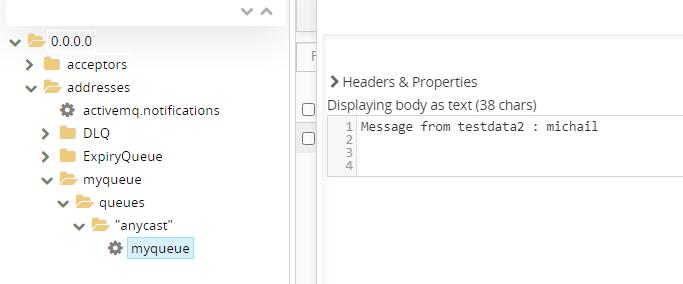 0.0.0.0
acceptors
addresses
activemq.notifications
DLQ
ExpiryQueue
myqueue
queues
"anycast"
myqueue
Headers & Properties
Displaying body as text (38 chars)
1 Message from testdata2 : michail
2
3
4